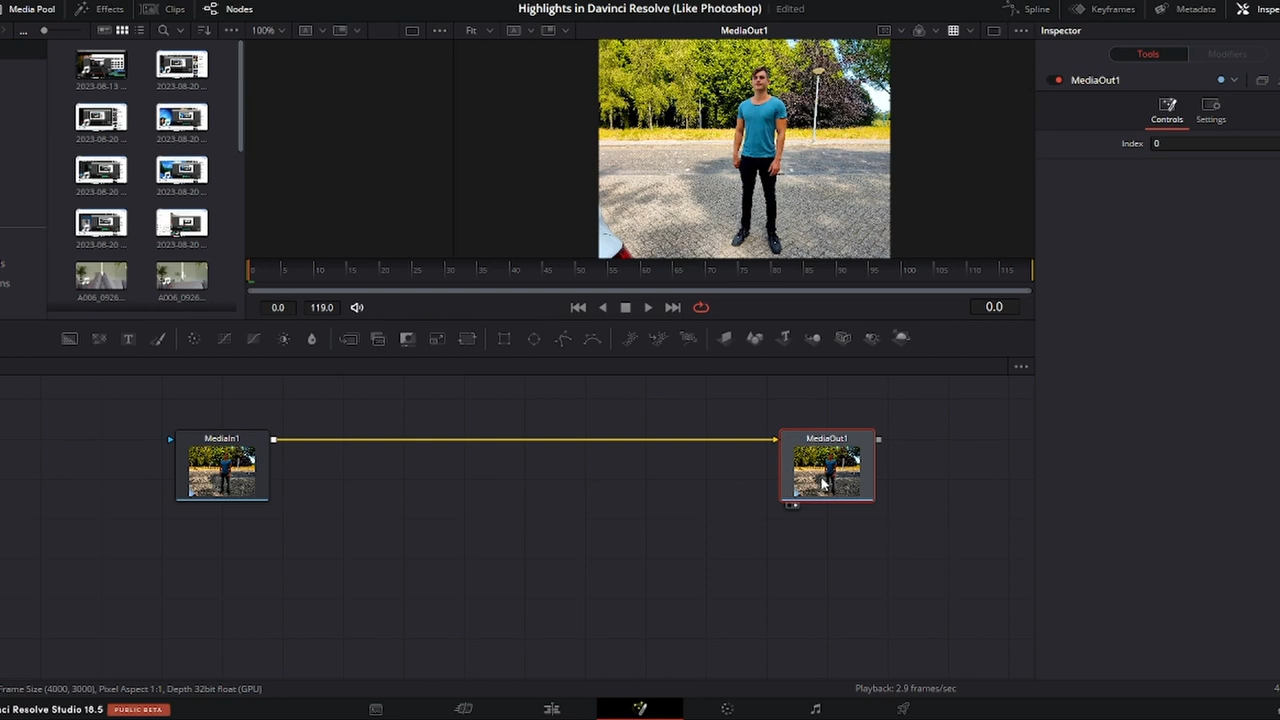 Media Pool Effects Clips Nodes Highlights in Davinci Resolve (Like Photoshop) Edited Spline Keyframes Metadata Inspe
... 100% Fit MediaOut1 Inspector
Tools Modifiers
2023-08-13 ... 2023-08-20 ...
MediaOut1
Controls Settings
2023-08-20 ... 2023-08-20 ...
Index 0
2023-08-20 ... 2023-08-20 ...
2023-08-20 ... 2023-08-20 ...
0 5 10 15 20 25 30 35 40 45 50 55 60 65 70 75 80 85 90 95 100 105 110 115
A006_0926... A006_0926...
0.0 119.0 0.0
T T
MediaIn1 MediaOut1
Frame Size (4000, 3000), Pixel Aspect 1:1, Depth 32bit float (GPU) Playback: 2.9 frames/sec 4
nci Resolve Studio 18.5 PUBLIC BETA